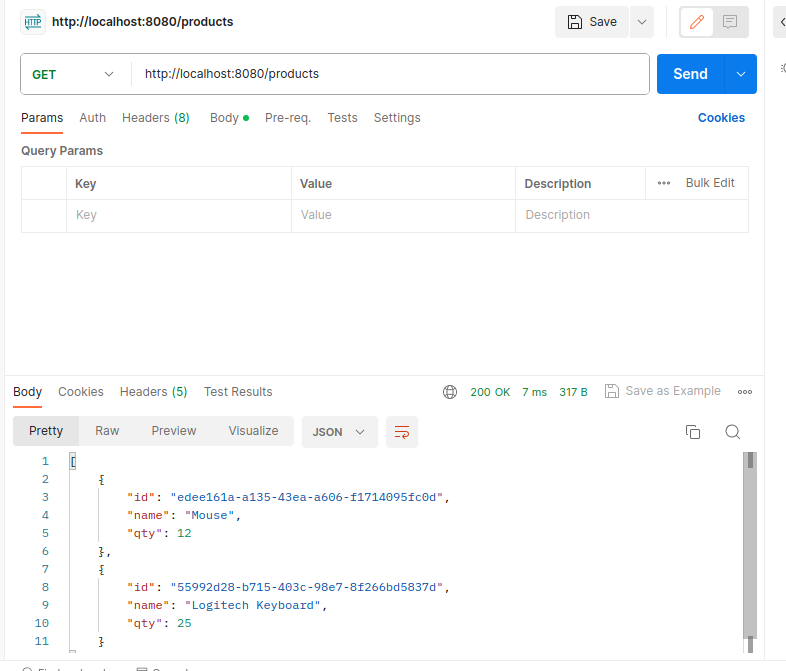 HTTP http://localhost:8080/products Save
GET http://localhost:8080/products Send
Params Auth Headers (8) Body Pre-req. Tests Settings Cookies
Query Params
Key Value Description Bulk Edit
Key Value Description
Body Cookies Headers (5) Test Results 200 OK 7 ms 317 B Save as Example
Pretty Raw Preview Visualize JSON
1 [
2 {
3 "id": "edee161a-a135-43ea-a606-f1714095fc0d",
4 "name": "Mouse",
5 "qty": 12
6 },
7 {
8 "id": "55992d28-b715-403c-98e7-8f266bd5837d",
9 "name": "Logitech Keyboard",
10 "qty": 25
11 }